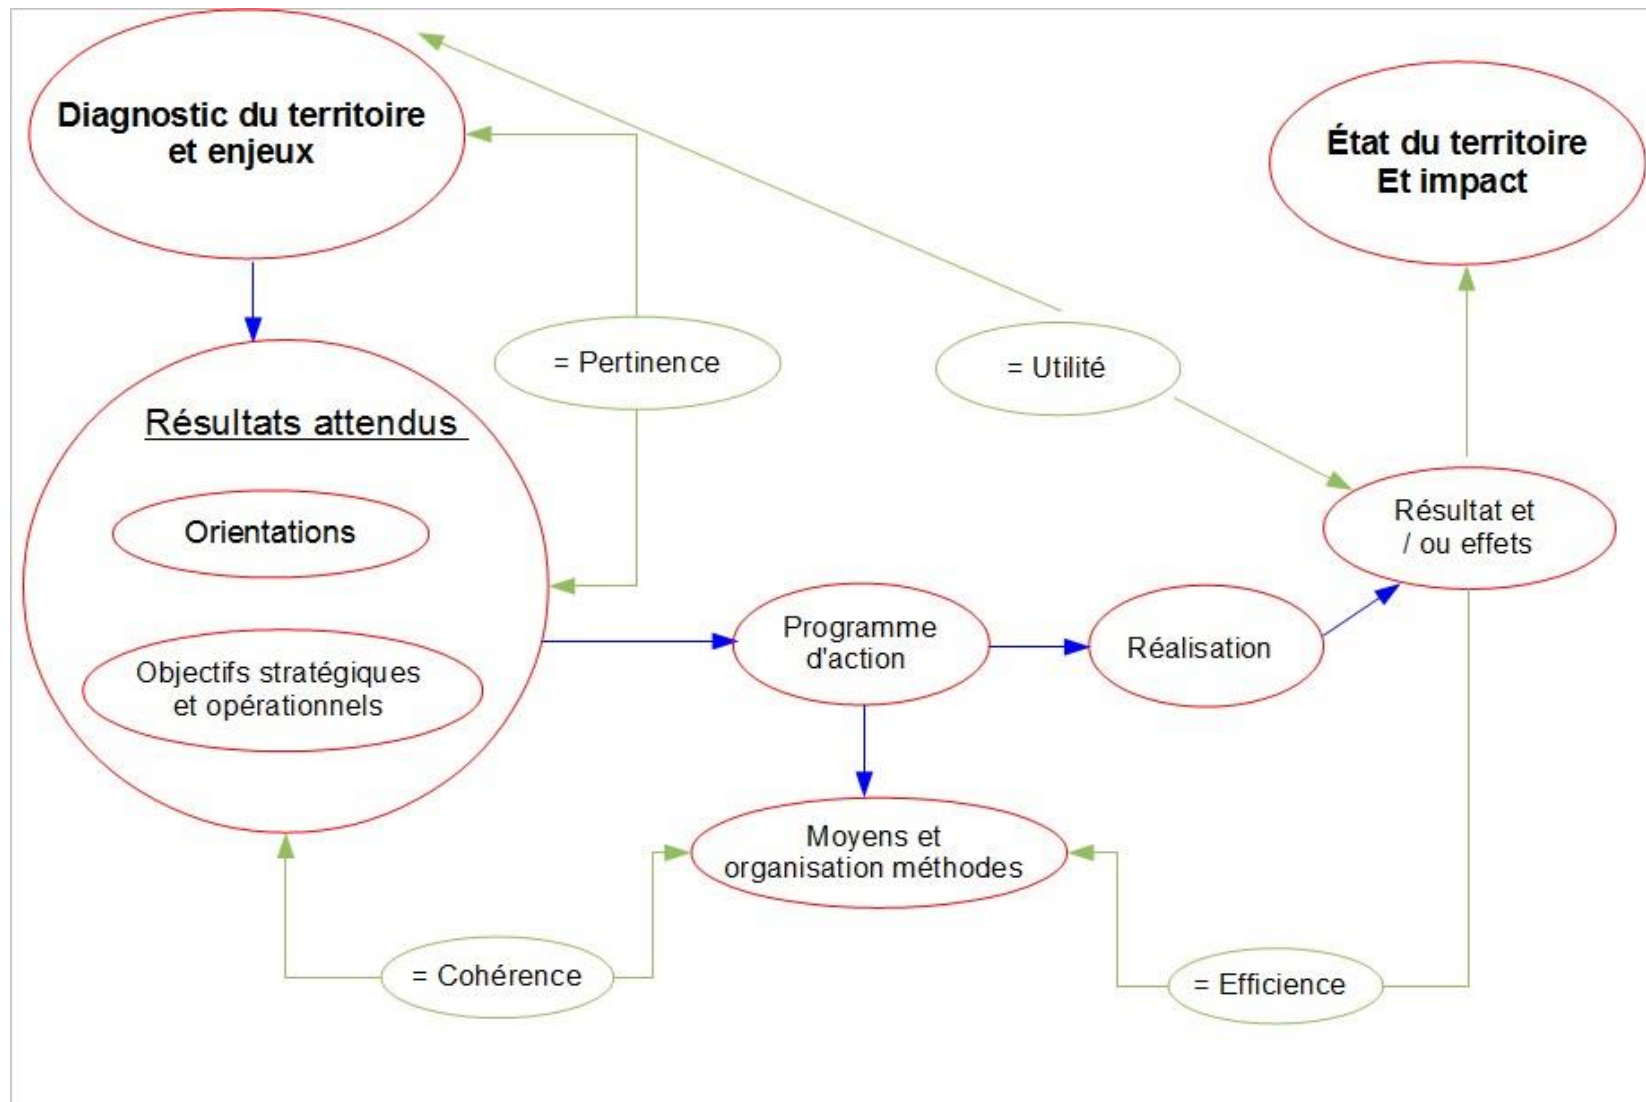 Diagnostic du territoire
et enjeux
État du territoire
Et impact
= Pertinence
= Utilité
Résultats attendus
Orientations
Objectifs stratégiques
et opérationnels
Résultat et
/ ou effets
Programme
d'action
Réalisation
Moyens et
organisation méthodes
= Cohérence
= Efficience